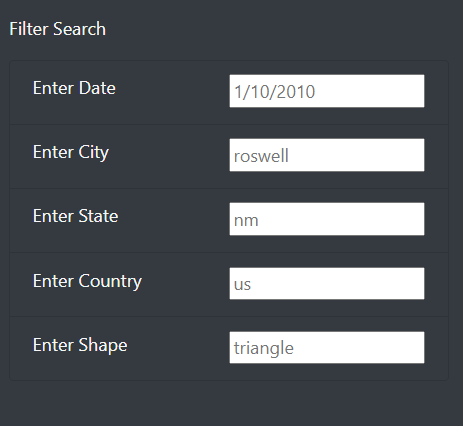 Filter Search
Enter Date 1/10/2010
Enter City roswell
Enter State nm
Enter Country us
Enter Shape triangle